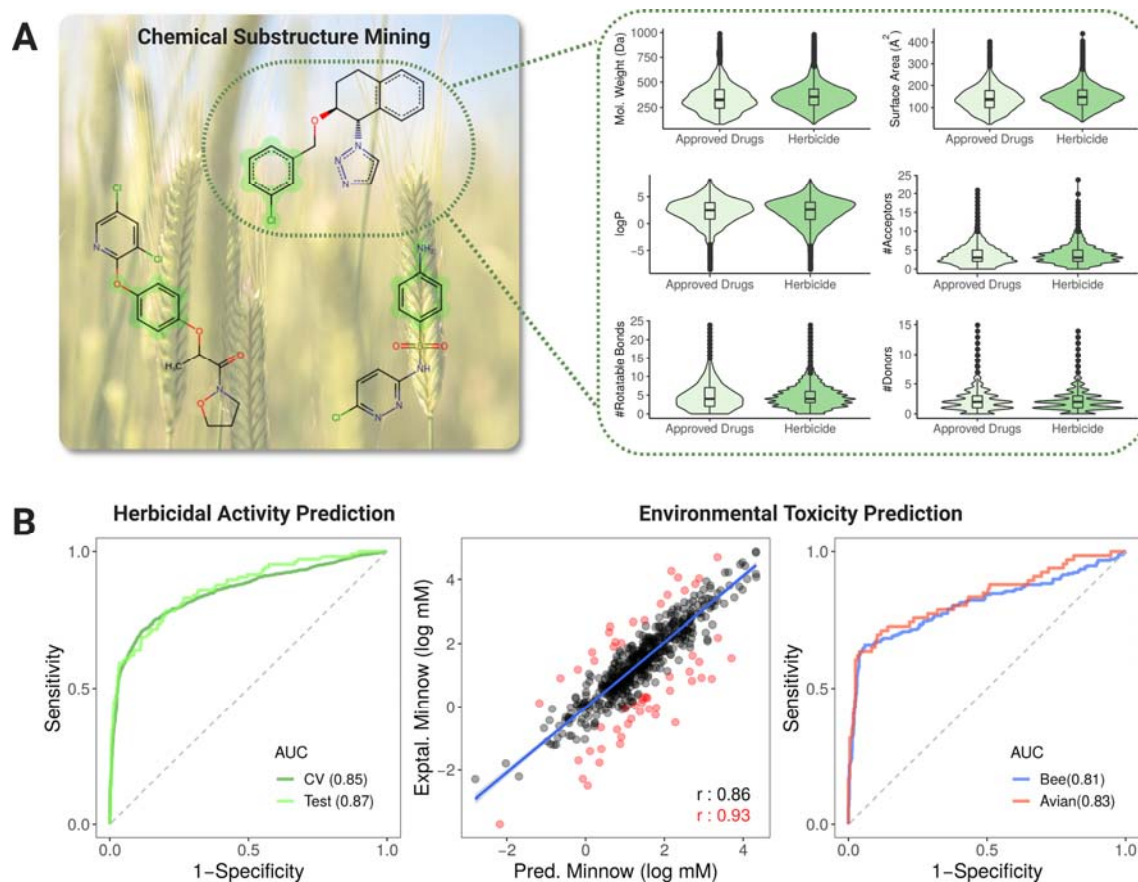 A
Chemical Substructure Mining
Cl
N
Cl
O
O
H₃C
O
N
O
O
N
N
N
Cl
NH₂
O
S
O
NH
N
N
Cl
Mol. Weight (Da)
1000
750
500
250
Approved Drugs
Herbicide
Surface Area (Å²)
400
300
200
100
Approved Drugs
Herbicide
logP
5
0
−5
Approved Drugs
Herbicide
#Acceptors
25
20
15
10
5
0
Approved Drugs
Herbicide
#Rotatable Bonds
25
20
15
10
5
0
Approved Drugs
Herbicide
#Donors
15
10
5
0
Approved Drugs
Herbicide
B
Herbicidal Activity Prediction
Environmental Toxicity Prediction
Sensitivity
1.0
0.5
0.0
AUC
CV (0.85)
Test (0.87)
0.0
0.5
1.0
1−Specificity
Exptal. Minnow (log mM)
4
2
0
−2
r : 0.86
r : 0.93
−2
0
2
4
Pred. Minnow (log mM)
Sensitivity
1.0
0.5
0.0
AUC
Bee(0.81)
Avian(0.83)
0.0
0.5
1.0
1−Specificity